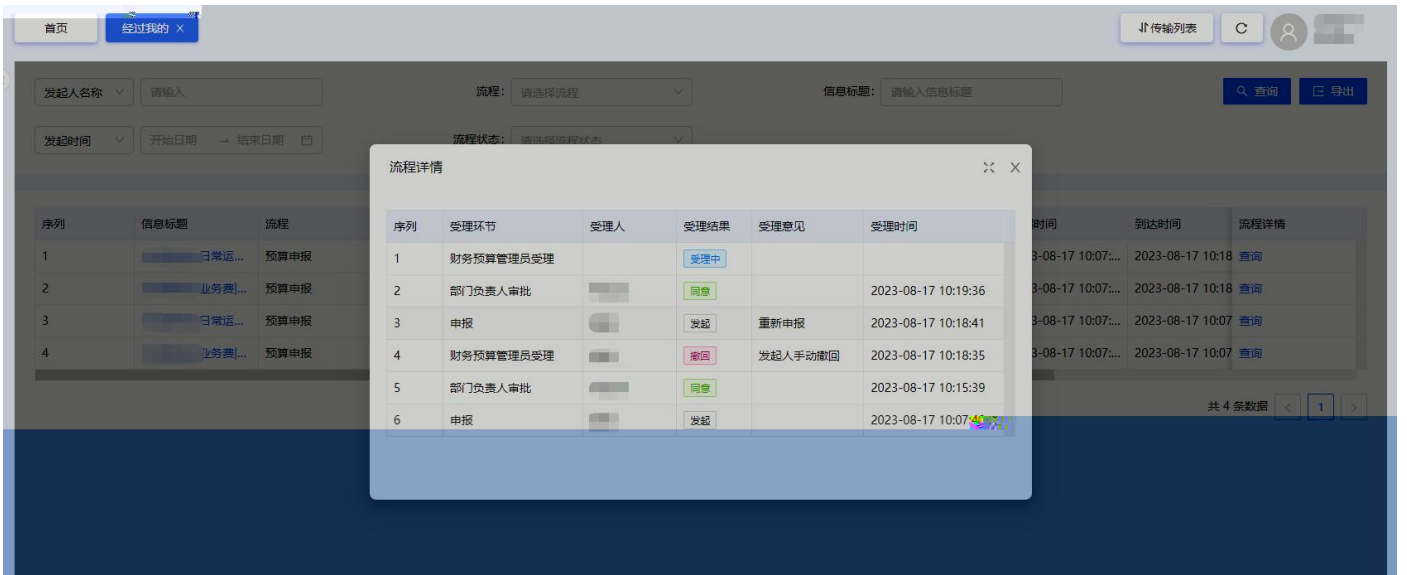 首页 经过我的 × 传输列表
发起人名称 请输入 流程： 请选择流程 信息标题： 请输入信息标题 查询 导出
发起时间 开始日期 → 结束日期 流程状态： 请选择流程状态
流程详情
序列 信息标题 流程 时间 到达时间 流程详情
序列 受理环节 受理人 受理结果 受理意见 受理时间
1 日常运... 预算申报 3-08-17 10:07:... 2023-08-17 10:18 查询
1 财务预算管理员受理 受理中
2 业务费|... 预算申报 3-08-17 10:07:... 2023-08-17 10:18 查询
2 部门负责人审批 同意 2023-08-17 10:19:36
3 日常运... 预算申报 3-08-17 10:07:... 2023-08-17 10:07 查询
3 申报 发起 重新申报 2023-08-17 10:18:41
4 业务费|... 预算申报 3-08-17 10:07:... 2023-08-17 10:07 查询
4 财务预算管理员受理 撤回 发起人手动撤回 2023-08-17 10:18:35
5 部门负责人审批 同意 2023-08-17 10:15:39
共 4 条数据 < 1 >
6 申报 发起 2023-08-17 10:07:40